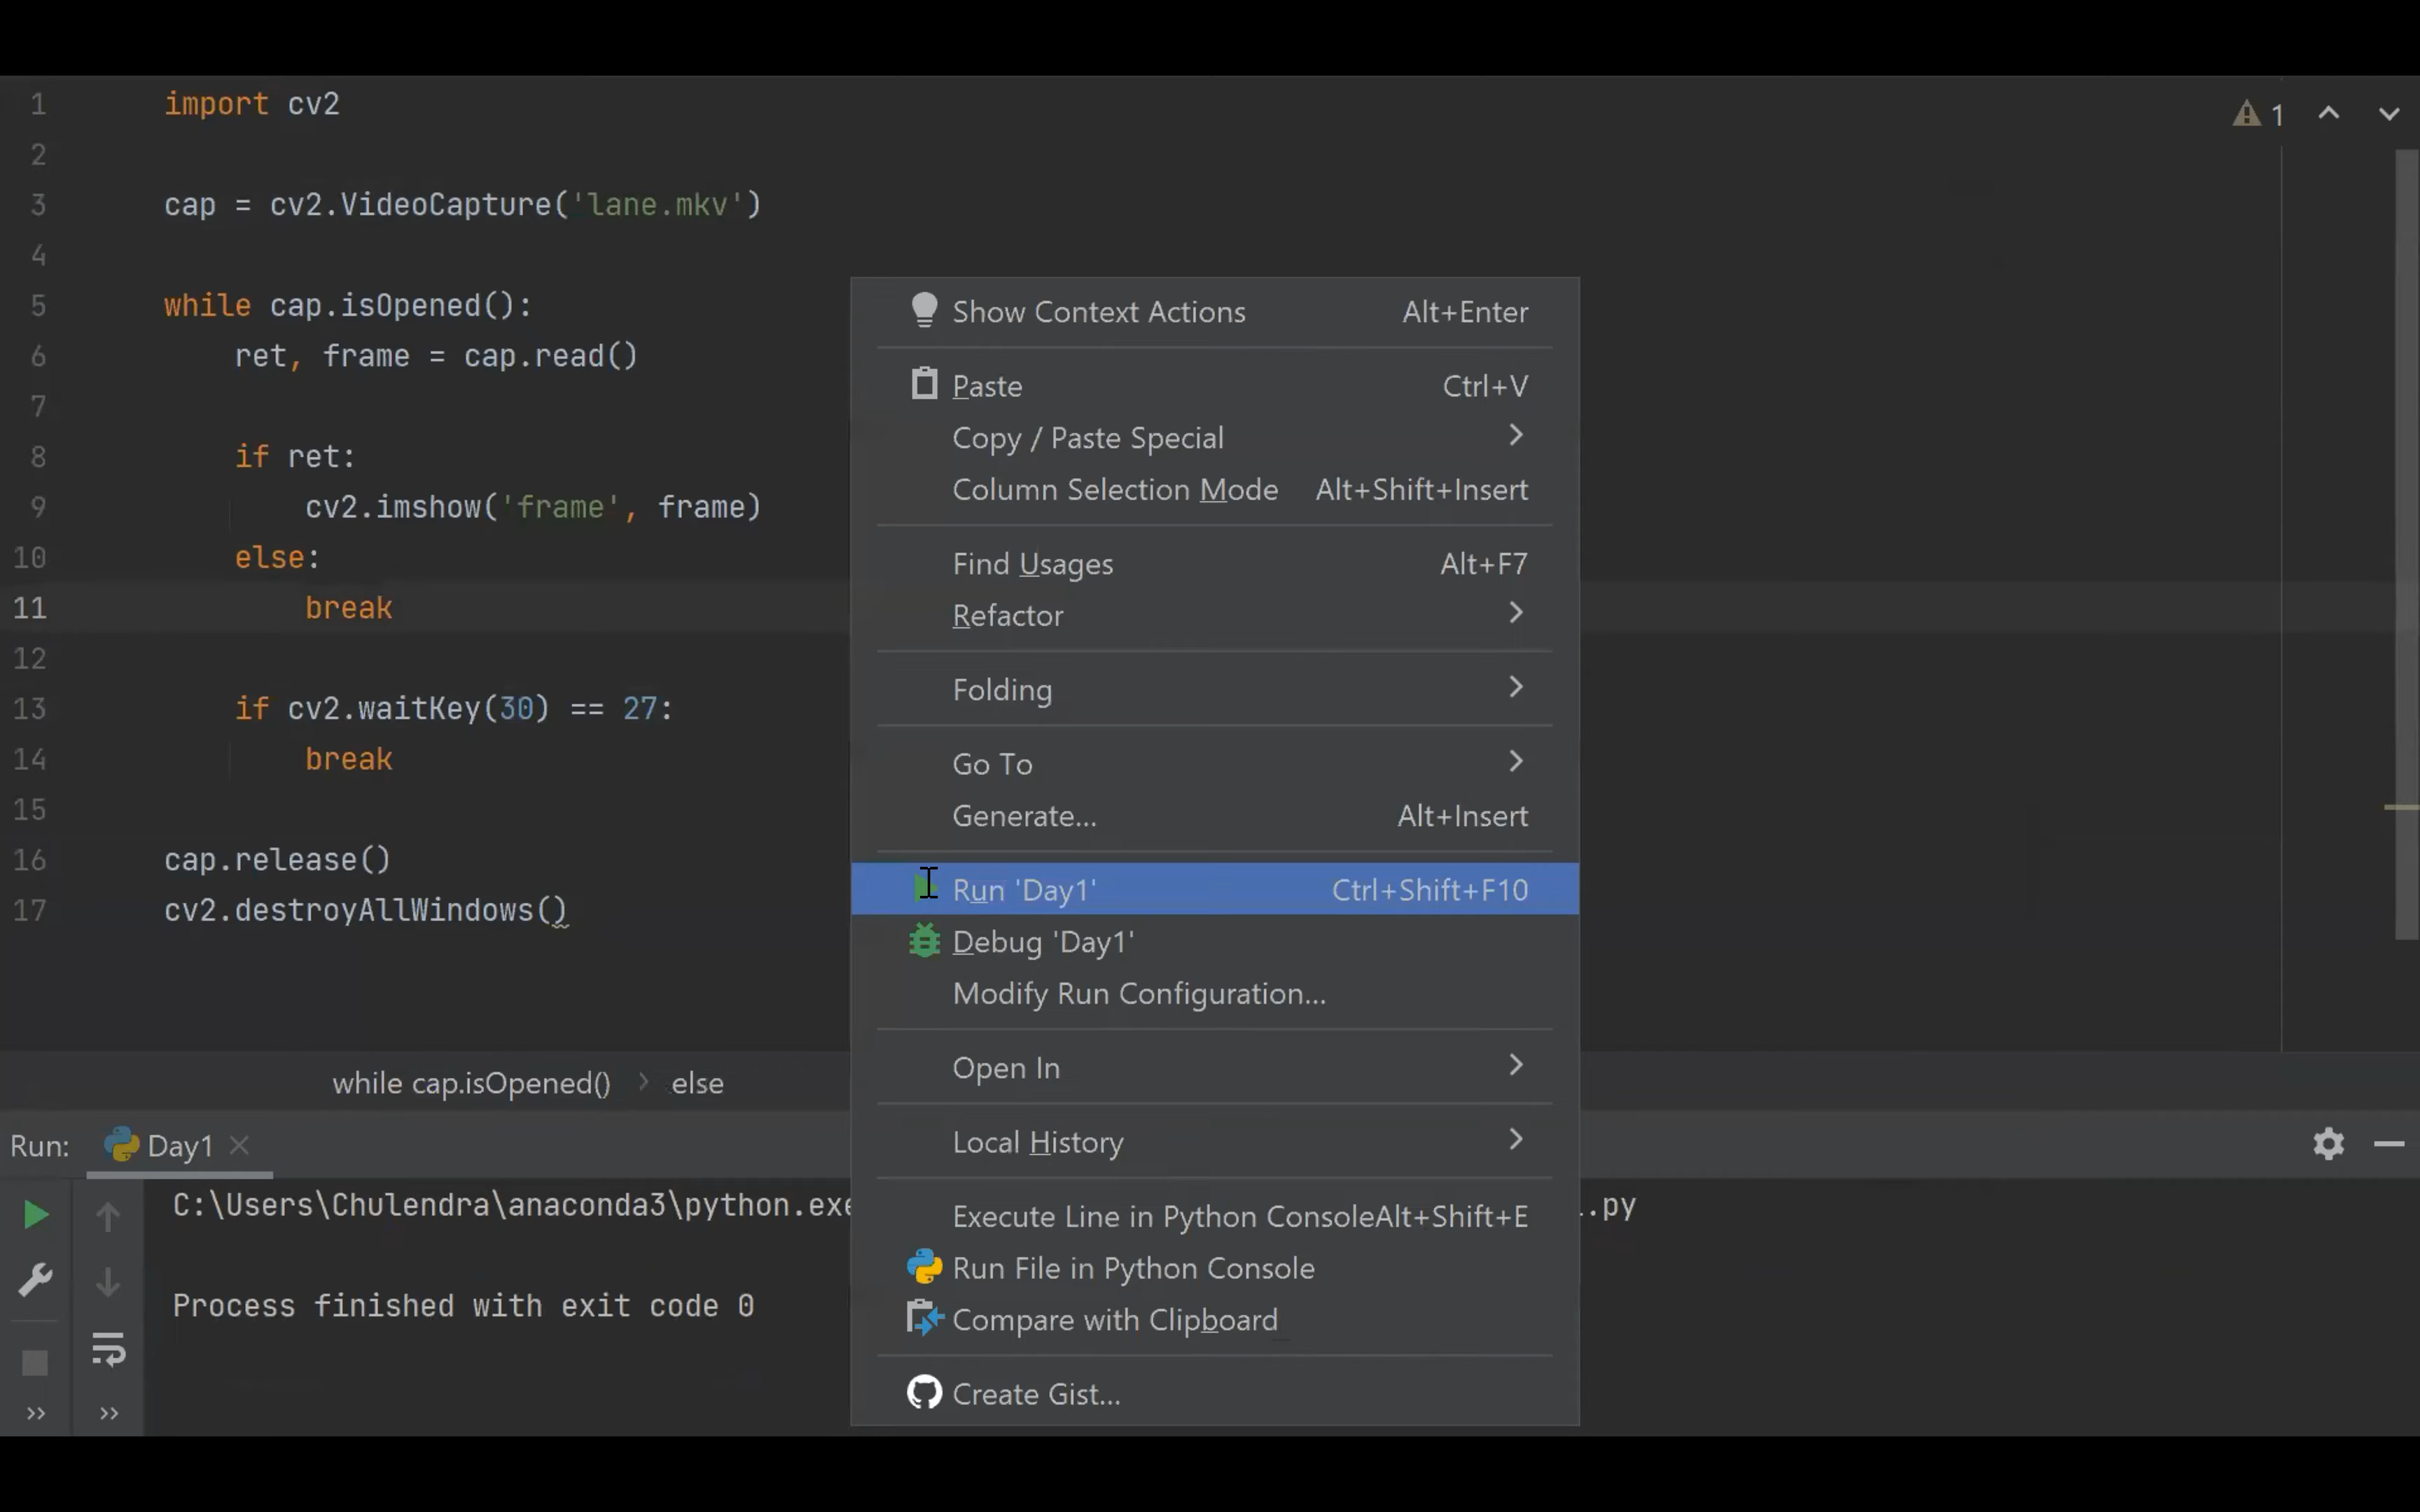 1 import cv2
2
3 cap = cv2.VideoCapture('lane.mkv')
4
5 while cap.isOpened():
6 ret, frame = cap.read()
7
8 if ret:
9 cv2.imshow('frame', frame)
10 else:
11 break
12
13 if cv2.waitKey(30) == 27:
14 break
15
16 cap.release()
17 cv2.destroyAllWindows()
1
Show Context Actions Alt+Enter
Paste Ctrl+V
Copy / Paste Special
Column Selection Mode Alt+Shift+Insert
Find Usages Alt+F7
Refactor
Folding
Go To
Generate... Alt+Insert
Run 'Day1' Ctrl+Shift+F10
Debug 'Day1'
Modify Run Configuration...
Open In
Local History
Execute Line in Python Console Alt+Shift+E
Run File in Python Console
Compare with Clipboard
Create Gist...
while cap.isOpened() › else
Run: Day1
C:\Users\Chulendra\anaconda3\python.exe .py
Process finished with exit code 0